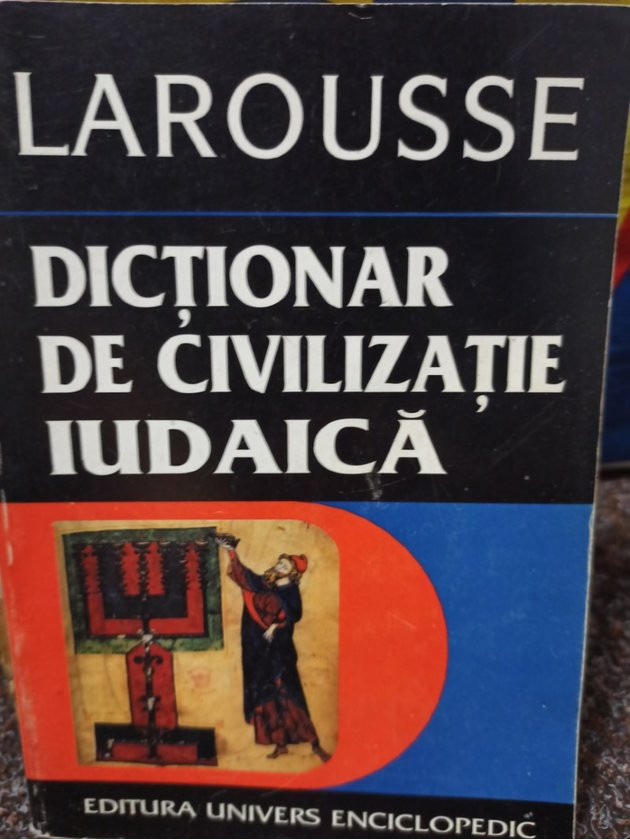 LAROUSSE
DICȚIONAR
DE CIVILIZAȚIE
IUDAICĂ
EDITURA UNIVERS ENCICLOPEDIC